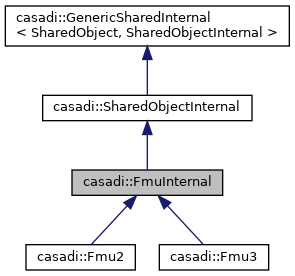 casadi::GenericSharedInternal
< SharedObject, SharedObjectInternal >
casadi::SharedObjectInternal
casadi::FmuInternal
casadi::Fmu2
casadi::Fmu3